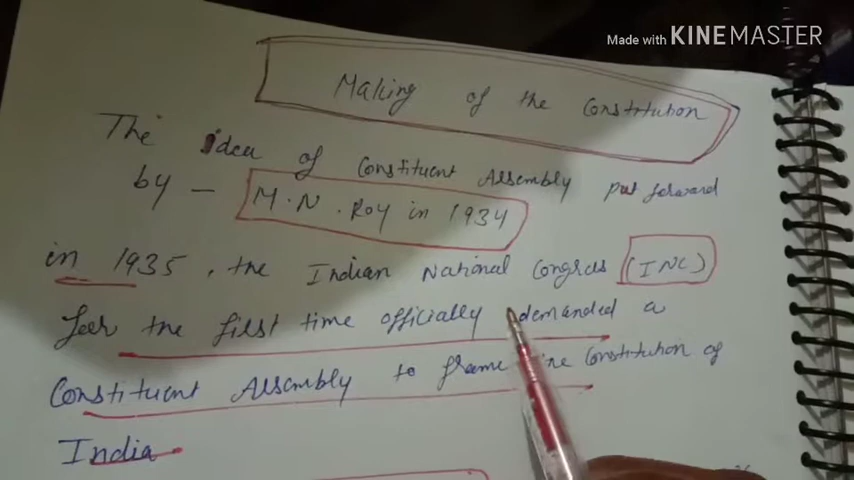 Made with KINEMASTER
Making of the Constitution
The idea of Constituent Assembly put forward
by - M.N. Roy in 1934
in 1935, the Indian National Congress (INC)
for the first time officially demanded a
Constituent Assembly to frame the Constitution of
India